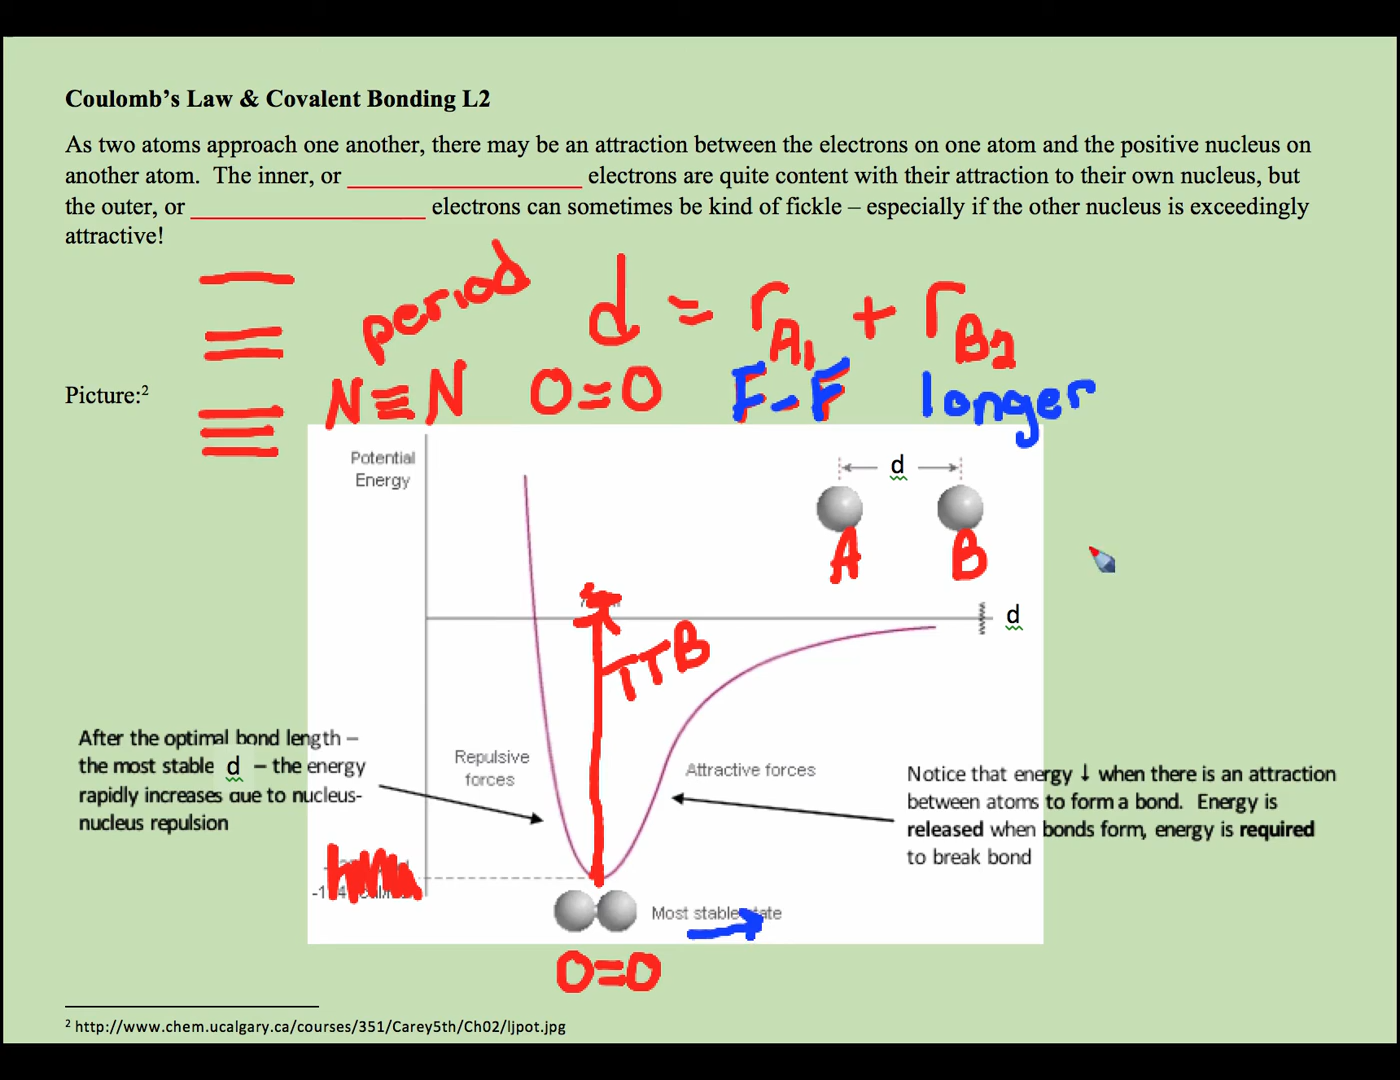 Coulomb's Law & Covalent Bonding L2
As two atoms approach one another, there may be an attraction between the electrons on one atom and the positive nucleus on
another atom. The inner, or ____________________ electrons are quite content with their attraction to their own nucleus, but
the outer, or ____________________ electrons can sometimes be kind of fickle – especially if the other nucleus is exceedingly
attractive!
period d = rA1 + rB2
Picture:2 N≡N O=O F-F longer
Potential
Energy
d
A B
d
TTB
After the optimal bond length –
the most stable d – the energy
rapidly increases due to nucleus-
nucleus repulsion
Repulsive
forces
Attractive forces
Notice that energy ↓ when there is an attraction
between atoms to form a bond. Energy is
released when bonds form, energy is required
to break bond
Most stable state
O=O
2 http://www.chem.ucalgary.ca/courses/351/Carey5th/Ch02/ljpot.jpg